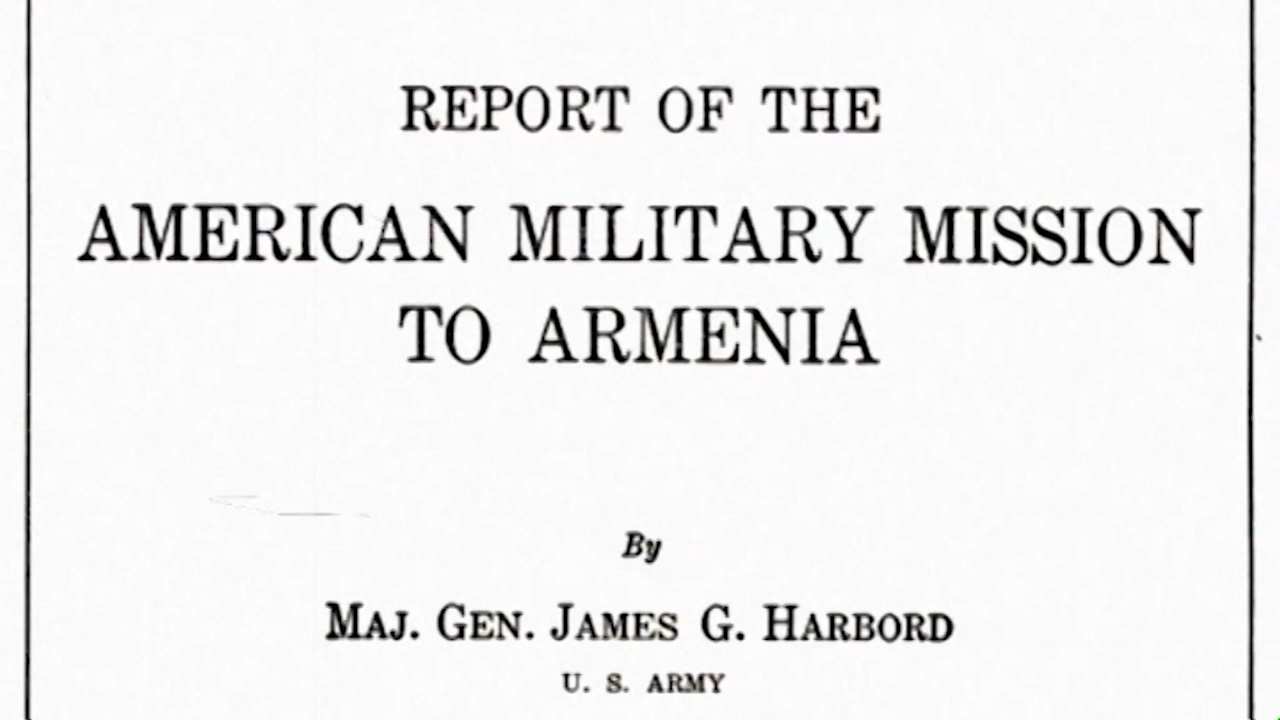 REPORT OF THE
AMERICAN MILITARY MISSION
TO ARMENIA
By
MAJ. GEN. JAMES G. HARBORD
U. S. ARMY